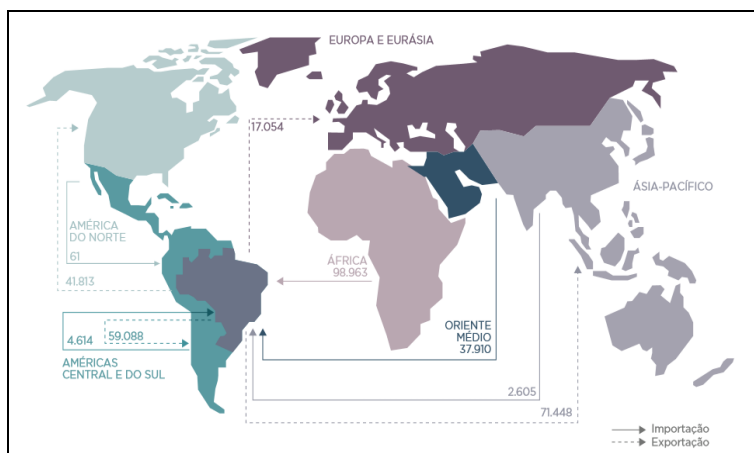 EUROPA E EURÁSIA
17.054
ÁSIA-PACÍFICO
AMÉRICA
DO NORTE
61
41.813
ÁFRICA
98.963
ORIENTE
MÉDIO
37.910
4.614
59.088
AMÉRICAS
CENTRAL E DO SUL
2.605
71.448
Importação
Exportação